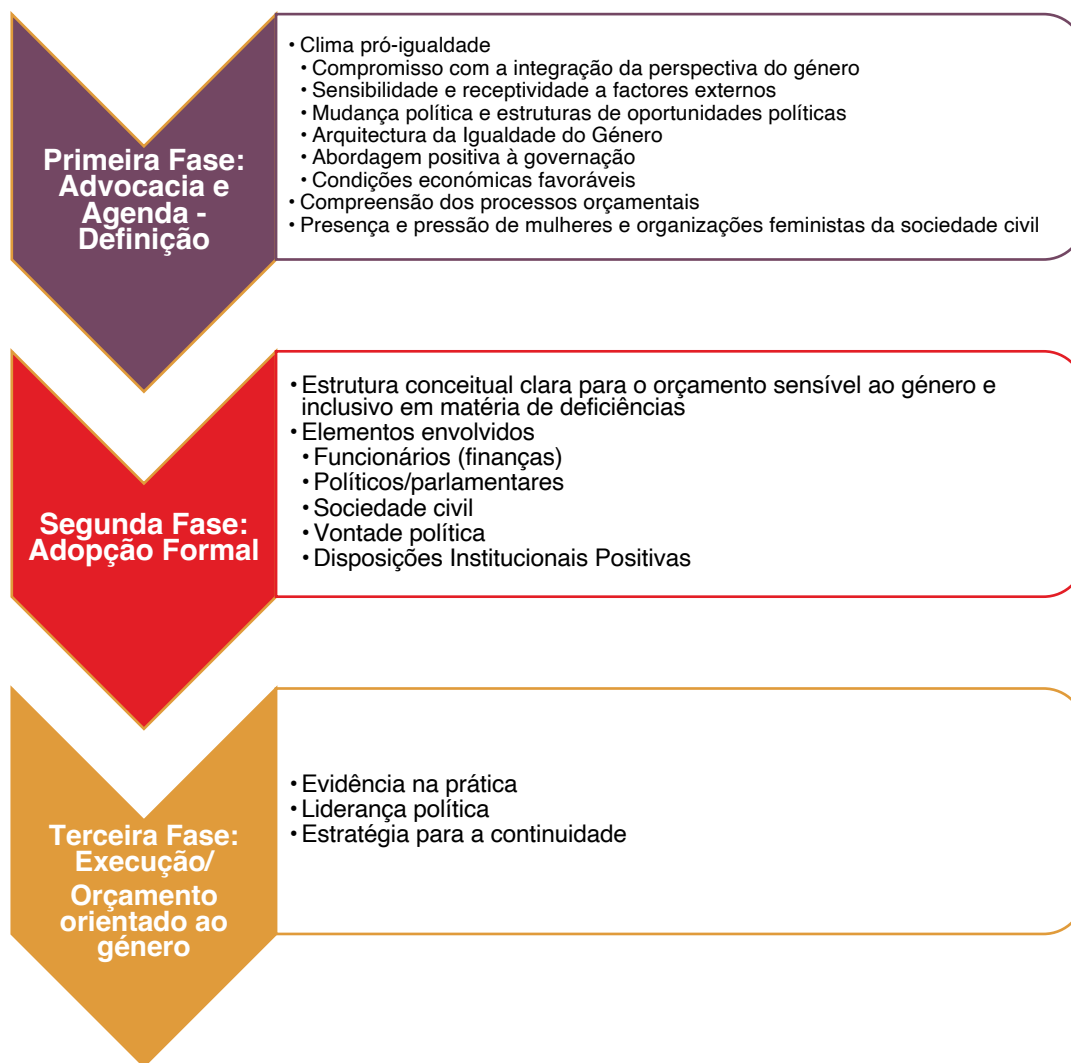 Primeira Fase:
Advocacia e
Agenda -
Definição
• Clima pró-igualdade
• Compromisso com a integração da perspectiva do género
• Sensibilidade e receptividade a factores externos
• Mudança política e estruturas de oportunidades políticas
• Arquitectura da Igualdade do Género
• Abordagem positiva à governação
• Condições económicas favoráveis
• Compreensão dos processos orçamentais
• Presença e pressão de mulheres e organizações feministas da sociedade civil
Segunda Fase:
Adopção Formal
• Estrutura conceitual clara para o orçamento sensível ao género e
inclusivo em matéria de deficiências
• Elementos envolvidos
• Funcionários (finanças)
• Políticos/parlamentares
• Sociedade civil
• Vontade política
• Disposições Institucionais Positivas
Terceira Fase:
Execução/
Orçamento
orientado ao
género
• Evidência na prática
• Liderança política
• Estratégia para a continuidade